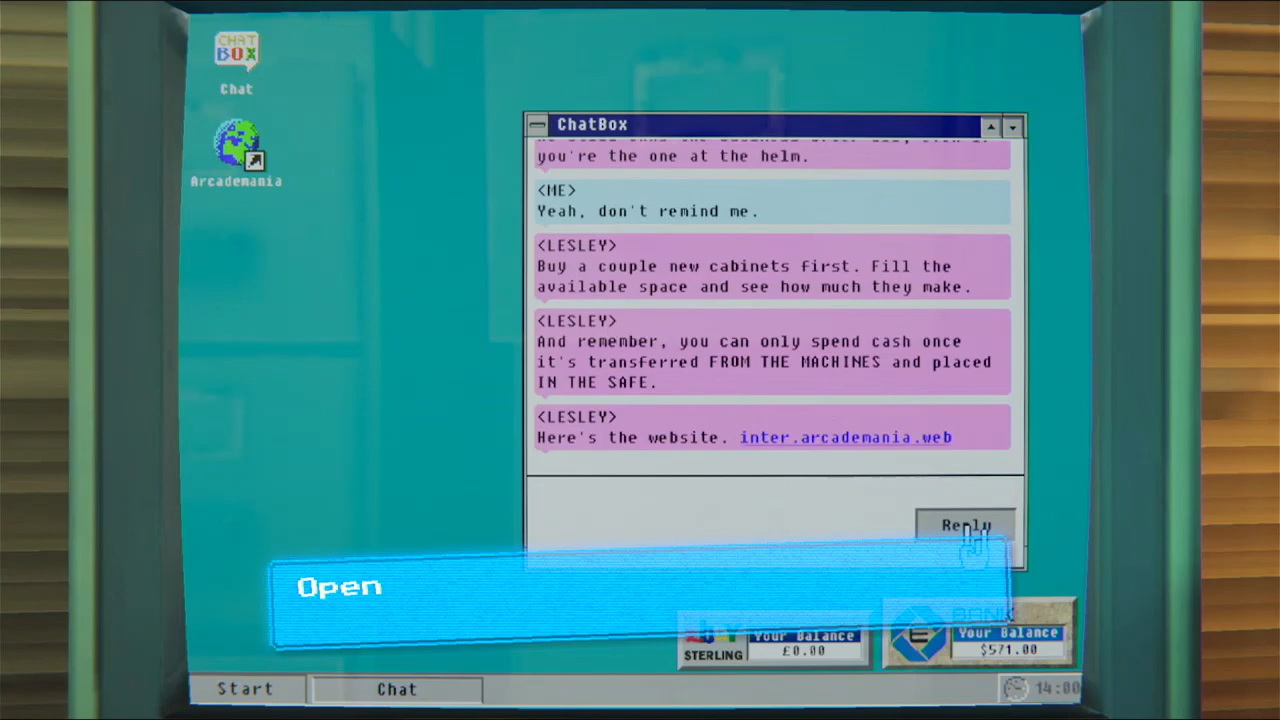 CHAT
BOX
Chat
Arcademania
ChatBox
you're the one at the helm.
<ME>
Yeah, don't remind me.
<LESLEY>
Buy a couple new cabinets first. Fill the
available space and see how much they make.
<LESLEY>
And remember, you can only spend cash once
it's transferred FROM THE MACHINES and placed
IN THE SAFE.
<LESLEY>
Here's the website. inter.arcademania.web
Reply
Open
STERLING
Your Balance
£0.00
BANK
Your Balance
$571.00
Start
Chat
14:00